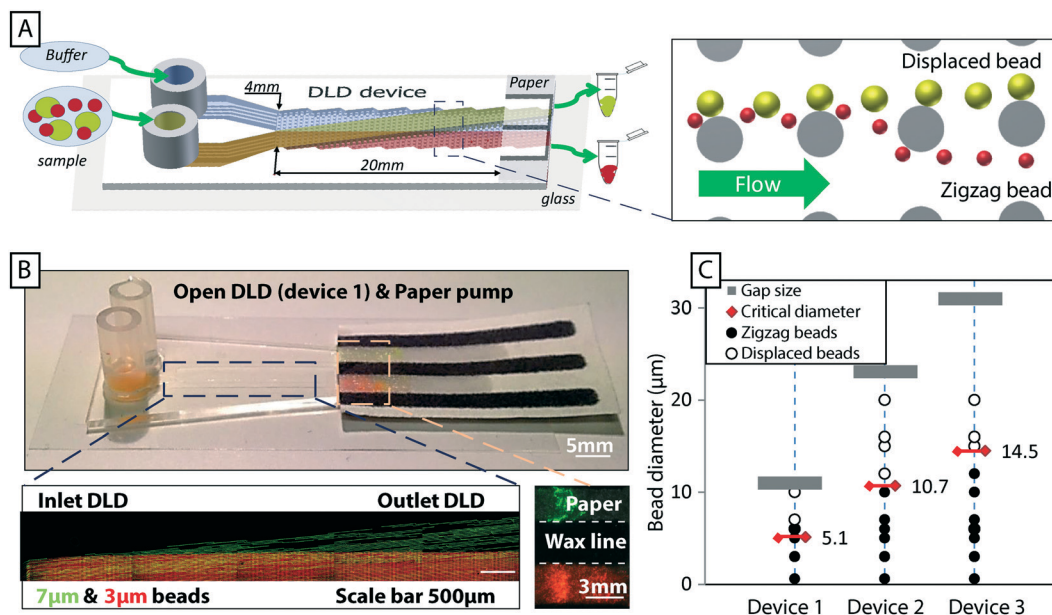 A
Buffer
sample
4mm
DLD device
Paper
20mm
glass
Displaced bead
Flow
Zigzag bead
B
Open DLD (device 1) & Paper pump
5mm
Inlet DLD
Outlet DLD
7μm & 3μm beads
Scale bar 500μm
Paper
Wax line
3mm
C
Gap size
Critical diameter
Zigzag beads
Displaced beads
Bead diameter (μm)
30
20
10
0
5.1
10.7
14.5
Device 1
Device 2
Device 3